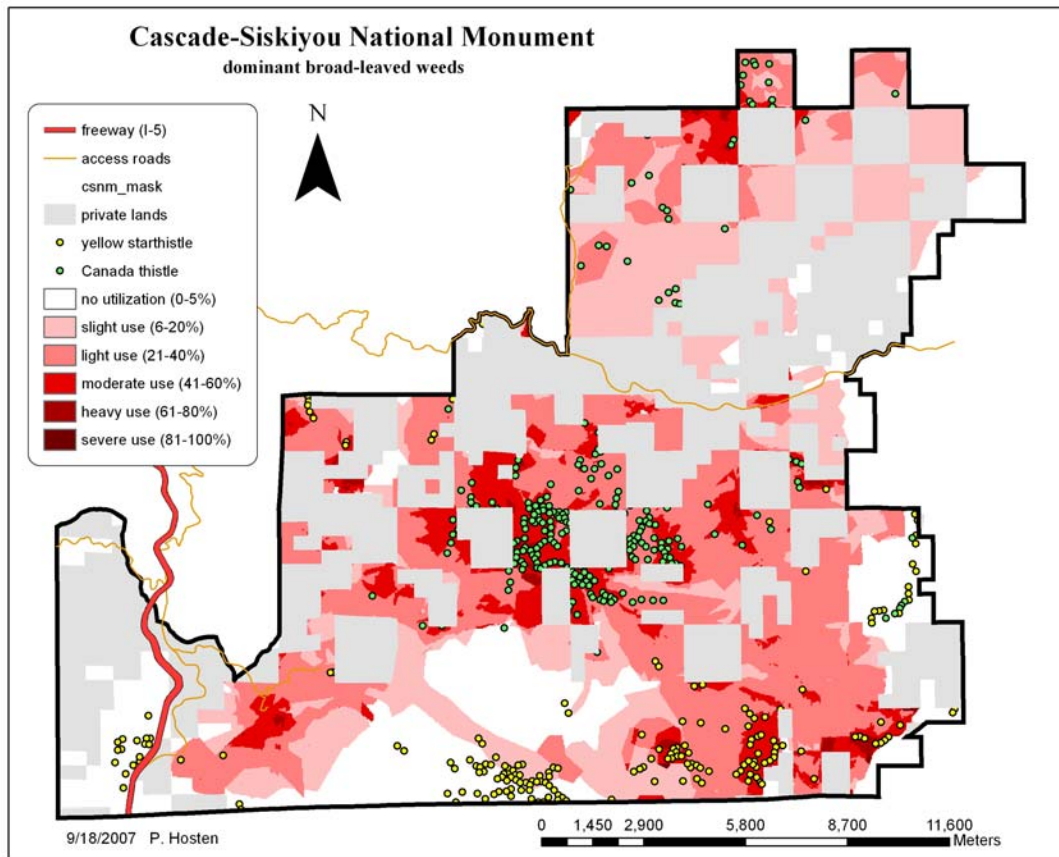 Cascade-Siskiyou National Monument
dominant broad-leaved weeds
N
freeway (I-5)
access roads
csnm_mask
private lands
yellow starthistle
Canada thistle
no utilization (0-5%)
slight use (6-20%)
light use (21-40%)
moderate use (41-60%)
heavy use (61-80%)
severe use (81-100%)
9/18/2007 P. Hosten
0 1,450 2,900 5,800 8,700 11,600
Meters